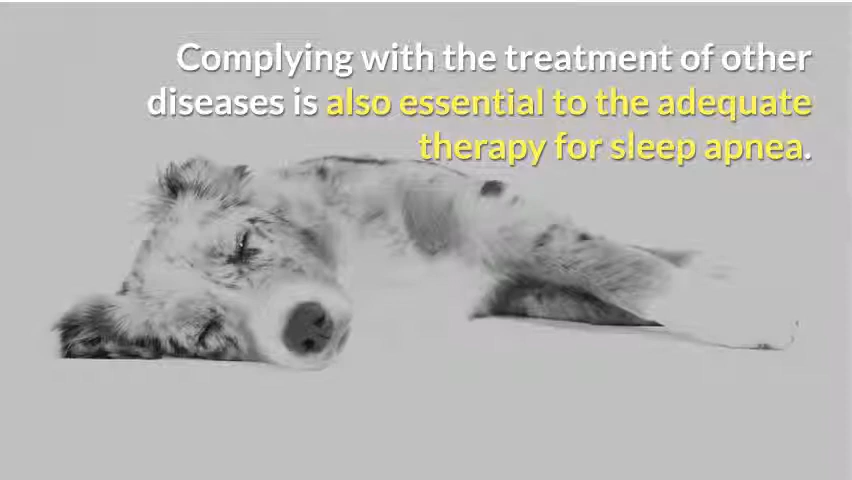 Complying with the treatment of other
diseases is also essential to the adequate
therapy for sleep apnea.